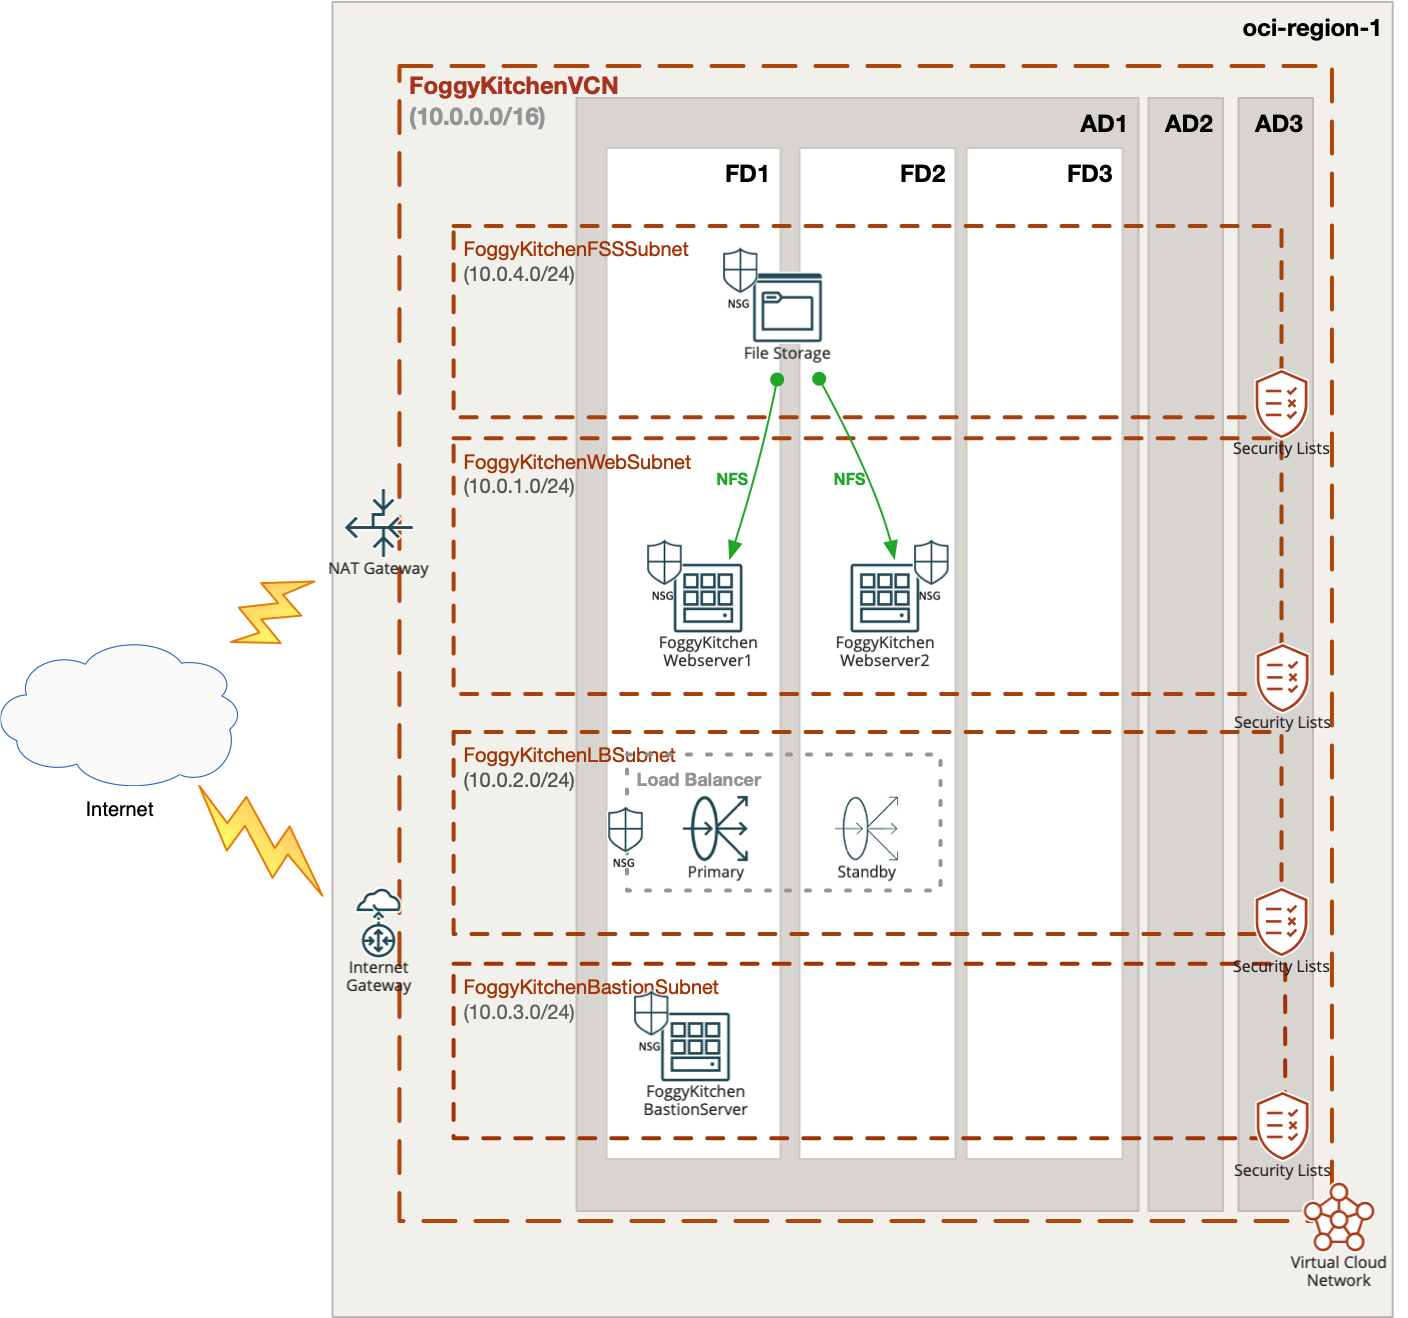 oci-region-1
FoggyKitchenVCN
(10.0.0.0/16)
AD1
AD2
AD3
FD1
FD2
FD3
FoggyKitchenFSSSubnet
(10.0.4.0/24)
NSG
File Storage
Security Lists
FoggyKitchenWebSubnet
(10.0.1.0/24)
NFS
NFS
NAT Gateway
NSG
NSG
FoggyKitchen
Webserver1
FoggyKitchen
Webserver2
Security Lists
FoggyKitchenLBSubnet
(10.0.2.0/24)
Load Balancer
Internet
NSG
Primary
Standby
Security Lists
Internet
Gateway
FoggyKitchenBastionSubnet
(10.0.3.0/24)
NSG
FoggyKitchen
BastionServer
Security Lists
Virtual Cloud
Network